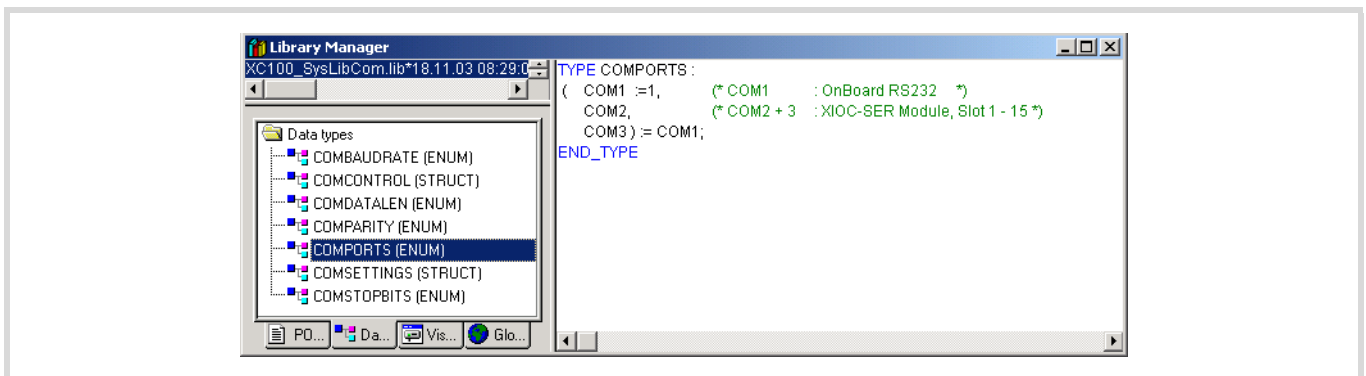 Library Manager
XC100_SysLibCom.lib*18.11.03 08:29:0
Data types
COMBAUDRATE (ENUM)
COMCONTROL (STRUCT)
COMDATALEN (ENUM)
COMPARITY (ENUM)
COMPORTS (ENUM)
COMSETTINGS (STRUCT)
COMSTOPBITS (ENUM)
PO... Da... Vis... Glo...
TYPE COMPORTS :
( COM1 :=1, (* COM1 : OnBoard RS232 *)
COM2, (* COM2 + 3 : XIOC-SER Module, Slot 1 - 15 *)
COM3 ) := COM1;
END_TYPE